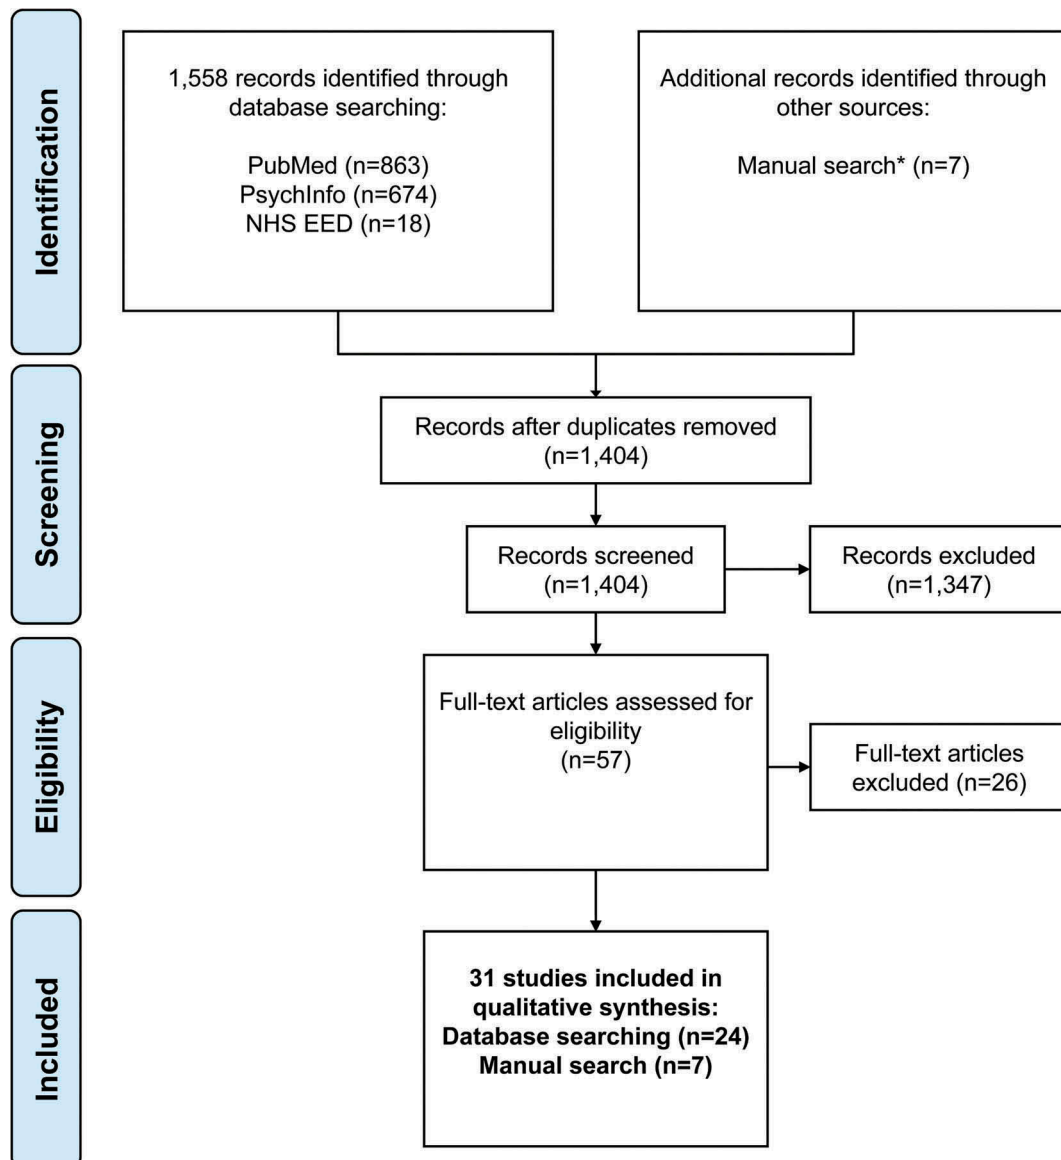 Identification
1,558 records identified through
database searching:
PubMed (n=863)
PsychInfo (n=674)
NHS EED (n=18)
Additional records identified through
other sources:
Manual search* (n=7)
Screening
Records after duplicates removed
(n=1,404)
Records screened
(n=1,404)
Records excluded
(n=1,347)
Eligibility
Full-text articles assessed for
eligibility
(n=57)
Full-text articles
excluded (n=26)
Included
31 studies included in
qualitative synthesis:
Database searching (n=24)
Manual search (n=7)